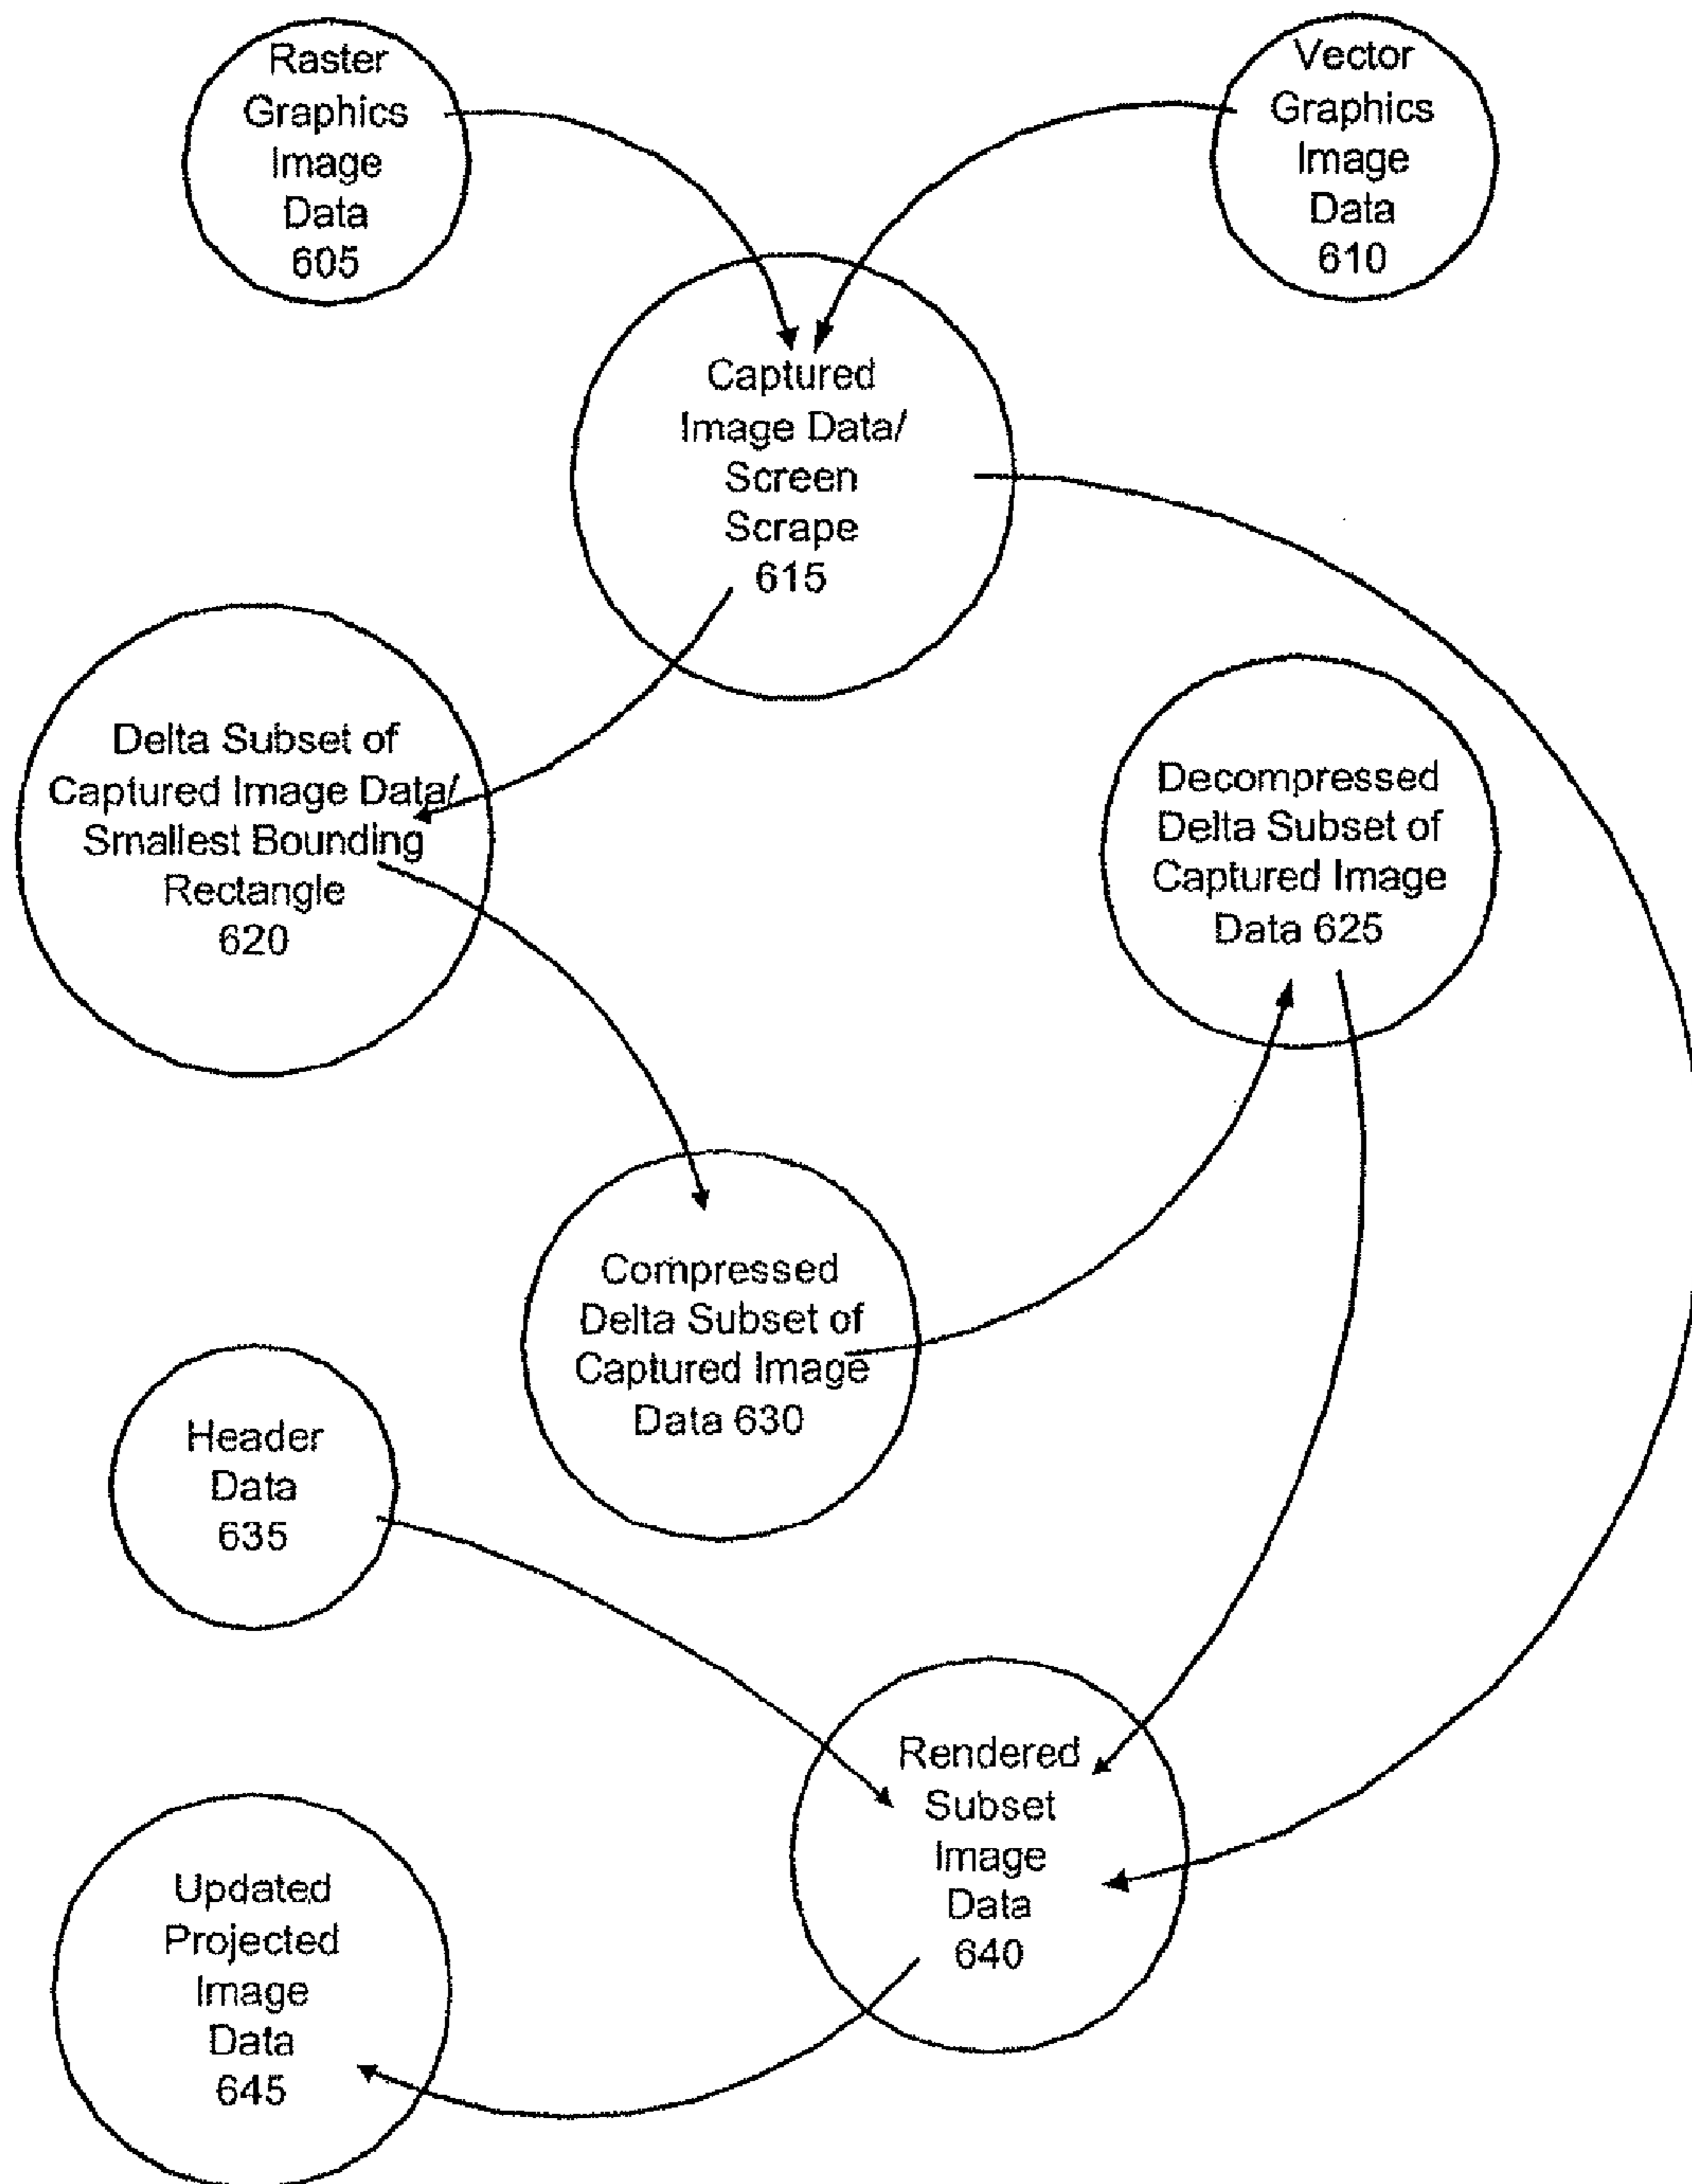 Raster
Graphics
Image
Data
605
Vector
Graphics
Image
Data
610
Captured
Image Data/
Screen
Scrape
615
Delta Subset of
Captured Image Data/
Smallest Bounding
Rectangle
620
Decompressed
Delta Subset of
Captured Image
Data 625
Compressed
Delta Subset of
Captured Image
Data 630
Header
Data
635
Rendered
Subset
Image
Data
640
Updated
Projected
Image
Data
645